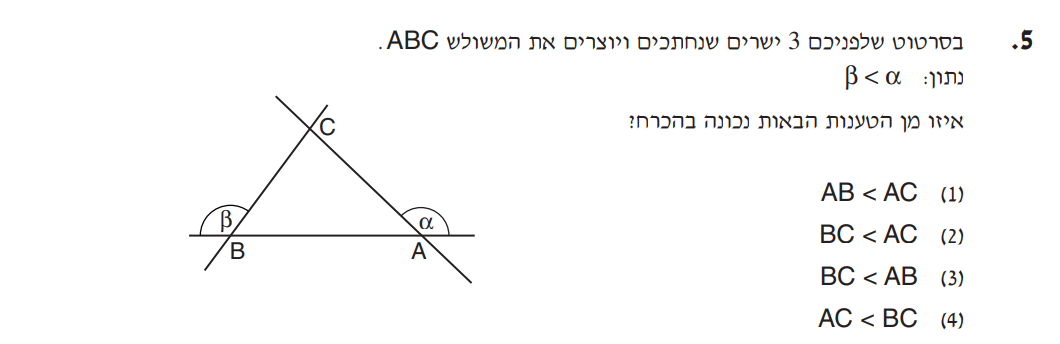 5. בסרטוט שלפניכם 3 ישרים שנחתכים ויוצרים את המשולש ABC.
נתון: β < α
איזו מן הטענות הבאות נכונה בהכרח?
(1) AB < AC
(2) BC < AC
(3) BC < AB
(4) AC < BC
C
β
α
B
A